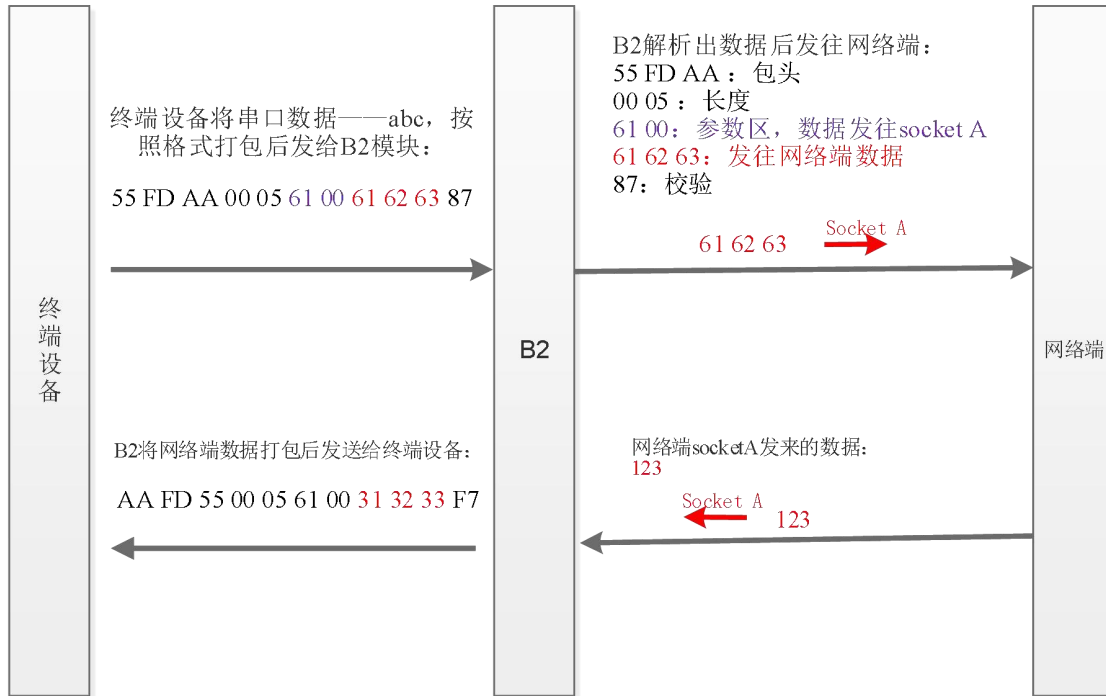 终端设备
终端设备将串口数据——abc，按
照格式打包后发给B2模块：
55 FD AA 00 05 61 00 61 62 63 87
B2
B2解析出数据后发往网络端：
55 FD AA：包头
00 05：长度
61 00：参数区，数据发往socket A
61 62 63：发往网络端数据
87：校验
61 62 63
Socket A
网络端
B2将网络端数据打包后发送给终端设备：
AA FD 55 00 05 61 00 31 32 33 F7
网络端socketA发来的数据：
123
Socket A
123